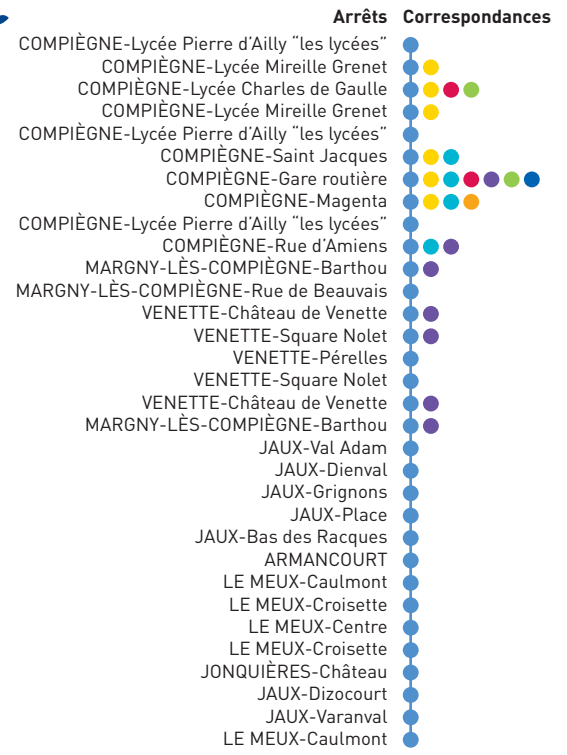 Arrêts Correspondances
COMPIÈGNE-Lycée Pierre d'Ailly "les lycées"
COMPIÈGNE-Lycée Mireille Grenet
COMPIÈGNE-Lycée Charles de Gaulle
COMPIÈGNE-Lycée Mireille Grenet
COMPIÈGNE-Lycée Pierre d'Ailly "les lycées"
COMPIÈGNE-Saint Jacques
COMPIÈGNE-Gare routière
COMPIÈGNE-Magenta
COMPIÈGNE-Lycée Pierre d'Ailly "les lycées"
COMPIÈGNE-Rue d'Amiens
MARGNY-LÈS-COMPIÈGNE-Barthou
MARGNY-LÈS-COMPIÈGNE-Rue de Beauvais
VENETTE-Château de Venette
VENETTE-Square Nolet
VENETTE-Pérelles
VENETTE-Square Nolet
VENETTE-Château de Venette
MARGNY-LÈS-COMPIÈGNE-Barthou
JAUX-Val Adam
JAUX-Dienval
JAUX-Grignons
JAUX-Place
JAUX-Bas des Racques
ARMANCOURT
LE MEUX-Caulmont
LE MEUX-Croisette
LE MEUX-Centre
LE MEUX-Croisette
JONQUIÈRES-Château
JAUX-Dizocourt
JAUX-Varanval
LE MEUX-Caulmont